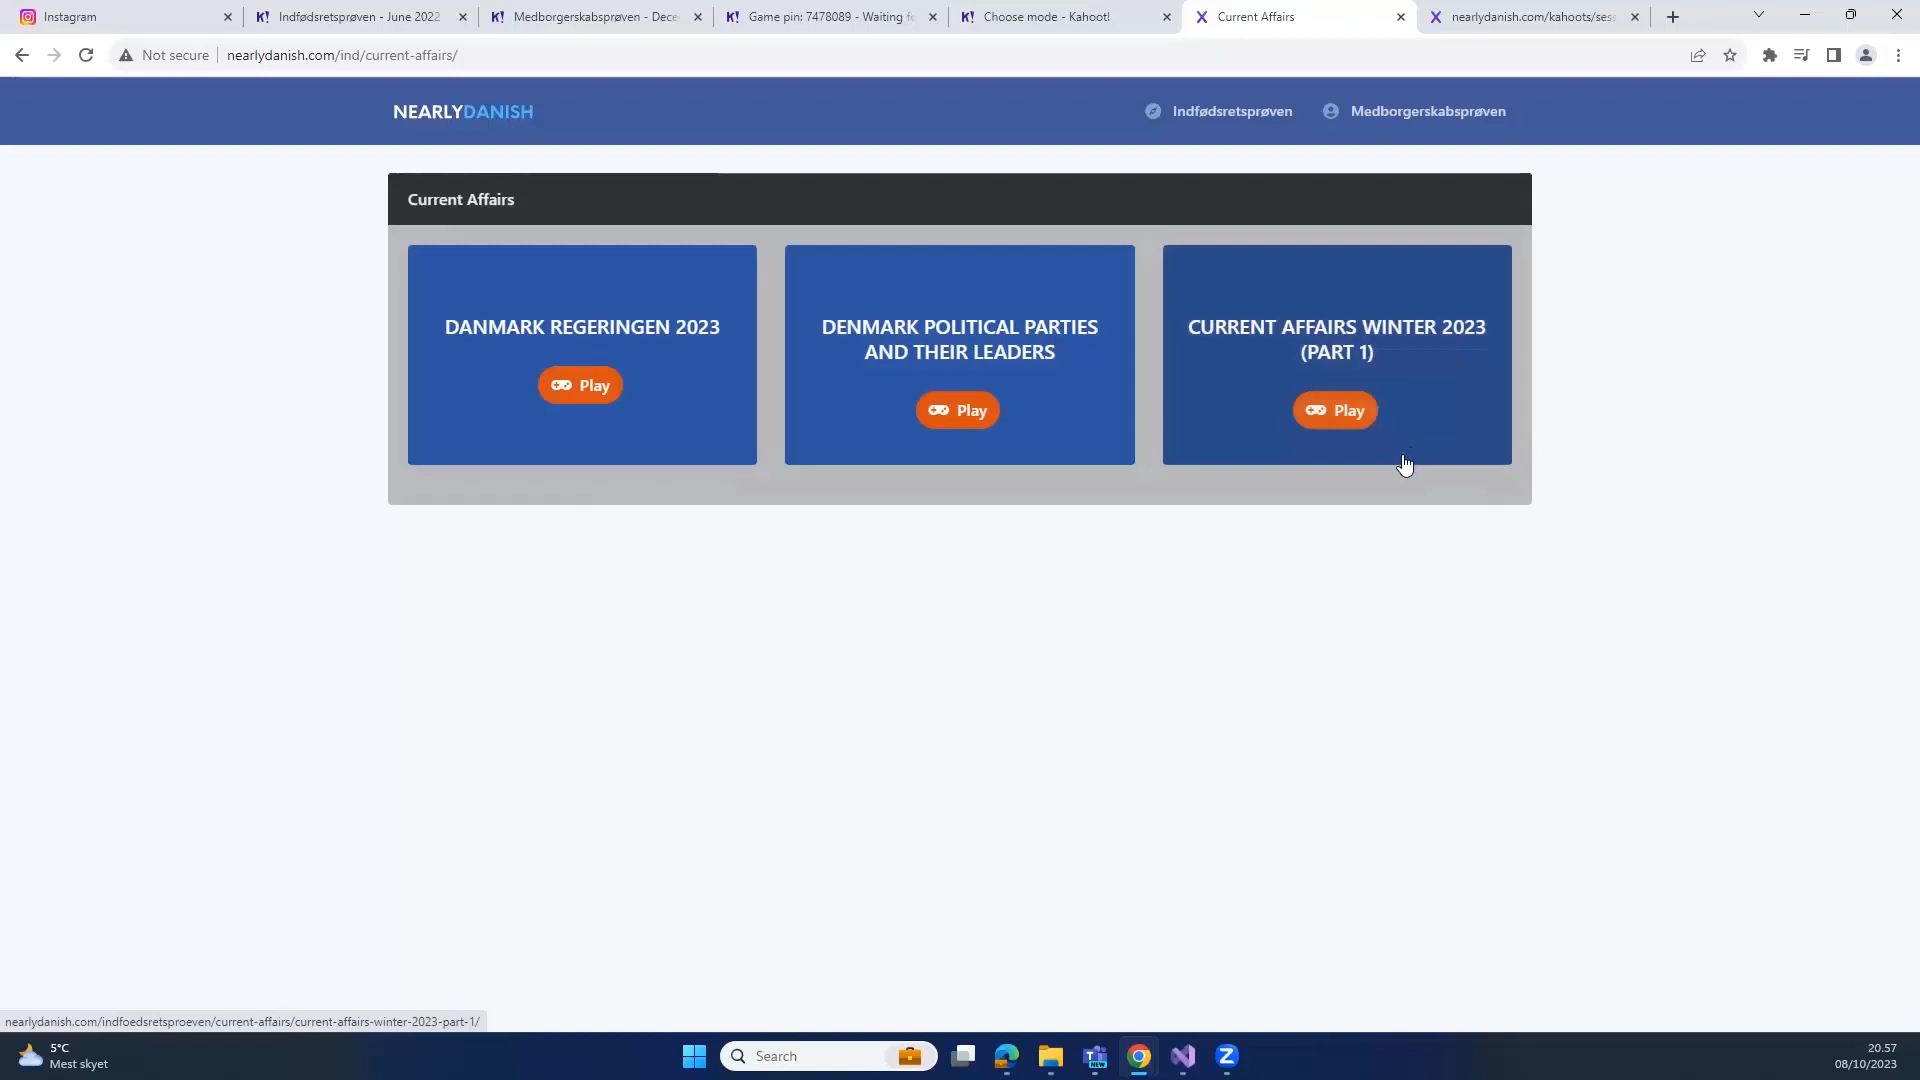 Instagram
Indfødsretsprøven - June 2022
Medborgerskabsprøven - Dece
Game pin: 7478089 - Waiting fo
Choose mode - Kahoot!
Current Affairs
nearlydanish.com/kahoots/sess
Not secure
nearlydanish.com/ind/current-affairs/
NEARLYDANISH
Indfødsretsprøven
Medborgerskabsprøven
Current Affairs
DANMARK REGERINGEN 2023
Play
DENMARK POLITICAL PARTIES
AND THEIR LEADERS
Play
CURRENT AFFAIRS WINTER 2023
(PART 1)
Play
nearlydanish.com/indfoedsretsproeven/current-affairs/current-affairs-winter-2023-part-1/
5°C
Mest skyet
Search
NEW
20.57
08/10/2023